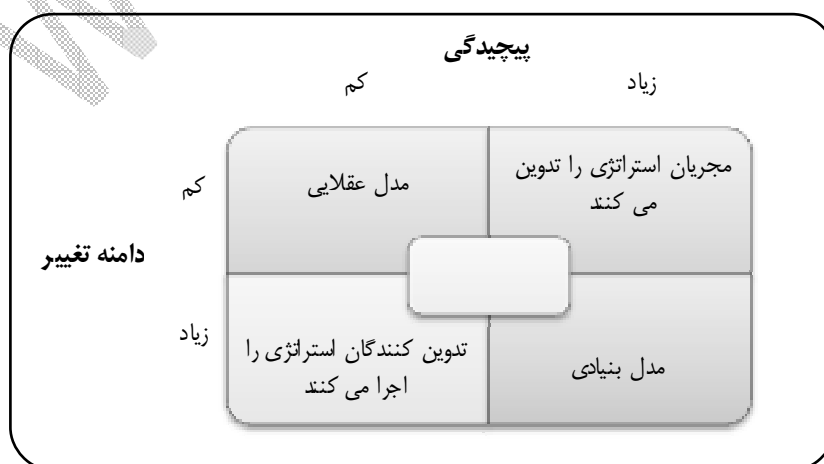 پیچیدگی
کم
زیاد
کم
مدل عقلایی
مجریان استراتژی را تدوین
می کنند
دامنه تغییر
زیاد
تدوین کنندگان استراتژی را
اجرا می کنند
مدل بنیادی